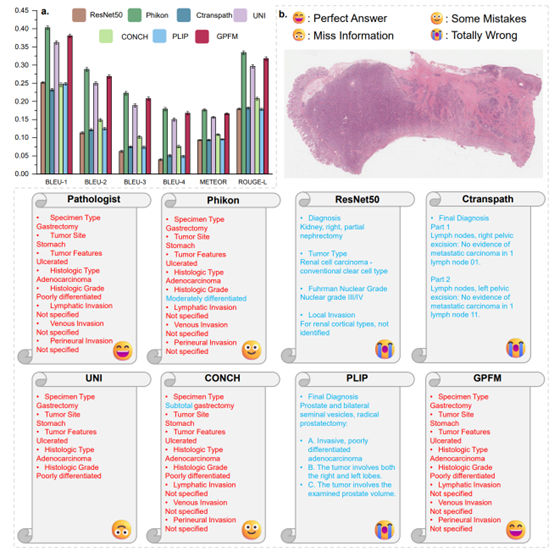 a.
ResNet50 Phikon Ctranspath UNI
CONCH PLIP GPFM
0.45
0.40
0.35
0.30
0.25
0.20
0.15
0.10
0.05
0.00
BLEU-1 BLEU-2 BLEU-3 BLEU-4 METEOR ROUGE-L
b.
: Perfect Answer : Some Mistakes
: Miss Information : Totally Wrong
Pathologist
• Specimen Type
Gastrectomy
• Tumor Site
Stomach
• Tumor Features
Ulcerated
• Histologic Type
Adenocarcinoma
• Histologic Grade
Poorly differentiated
• Lymphatic Invasion
Not specified
• Venous Invasion
Not specified
• Perineural Invasion
Not specified
Phikon
• Specimen Type
Gastrectomy
• Tumor Site
Stomach
• Tumor Features
Ulcerated
• Histologic Type
Adenocarcinoma
• Histologic Grade
Moderately differentiated
• Lymphatic Invasion
Not specified
• Venous Invasion
Not specified
• Perineural Invasion
Not specified
ResNet50
• Diagnosis
Kidney, right, partial
nephrectomy
• Tumor Type
Renal cell carcinoma -
conventional clear cell type
• Fuhrman Nuclear Grade
Nuclear grade III/IV
• Local Invasion
For renal cortical types, not
identified
Ctranspath
• Final Diagnosis
Part 1
Lymph nodes, right pelvic
excision: No evidence of
metastatic carcinoma in 1
lymph node 01.
Part 2
Lymph nodes, left pelvic
excision: No evidence of
metastatic carcinoma in 1
lymph node 11.
UNI
• Specimen Type
Gastrectomy
• Tumor Site
Stomach
• Tumor Features
Ulcerated
• Histologic Type
Adenocarcinoma
• Histologic Grade
Poorly differentiated
CONCH
• Specimen Type
Subtotal gastrectomy
• Tumor Site
Stomach
• Tumor Features
Ulcerated
• Histologic Type
Adenocarcinoma
• Histologic Grade
Poorly differentiated
• Lymphatic Invasion
Not specified
• Venous Invasion
Not specified
• Perineural Invasion
Not specified
PLIP
• Final Diagnosis
Prostate and bilateral
seminal vesicles, radical
prostatectomy:
• A. Invasive, poorly
differentiated
adenocarcinoma
• B. The tumor involves both
the right and left lobes.
• C. The tumor involves the
examined prostate volume.
GPFM
• Specimen Type
Gastrectomy
• Tumor Site
Stomach
• Tumor Features
Ulcerated
• Histologic Type
Adenocarcinoma
• Histologic Grade
Poorly differentiated
• Lymphatic Invasion
Not specified
• Venous Invasion
Not specified
• Perineural Invasion
Not specified